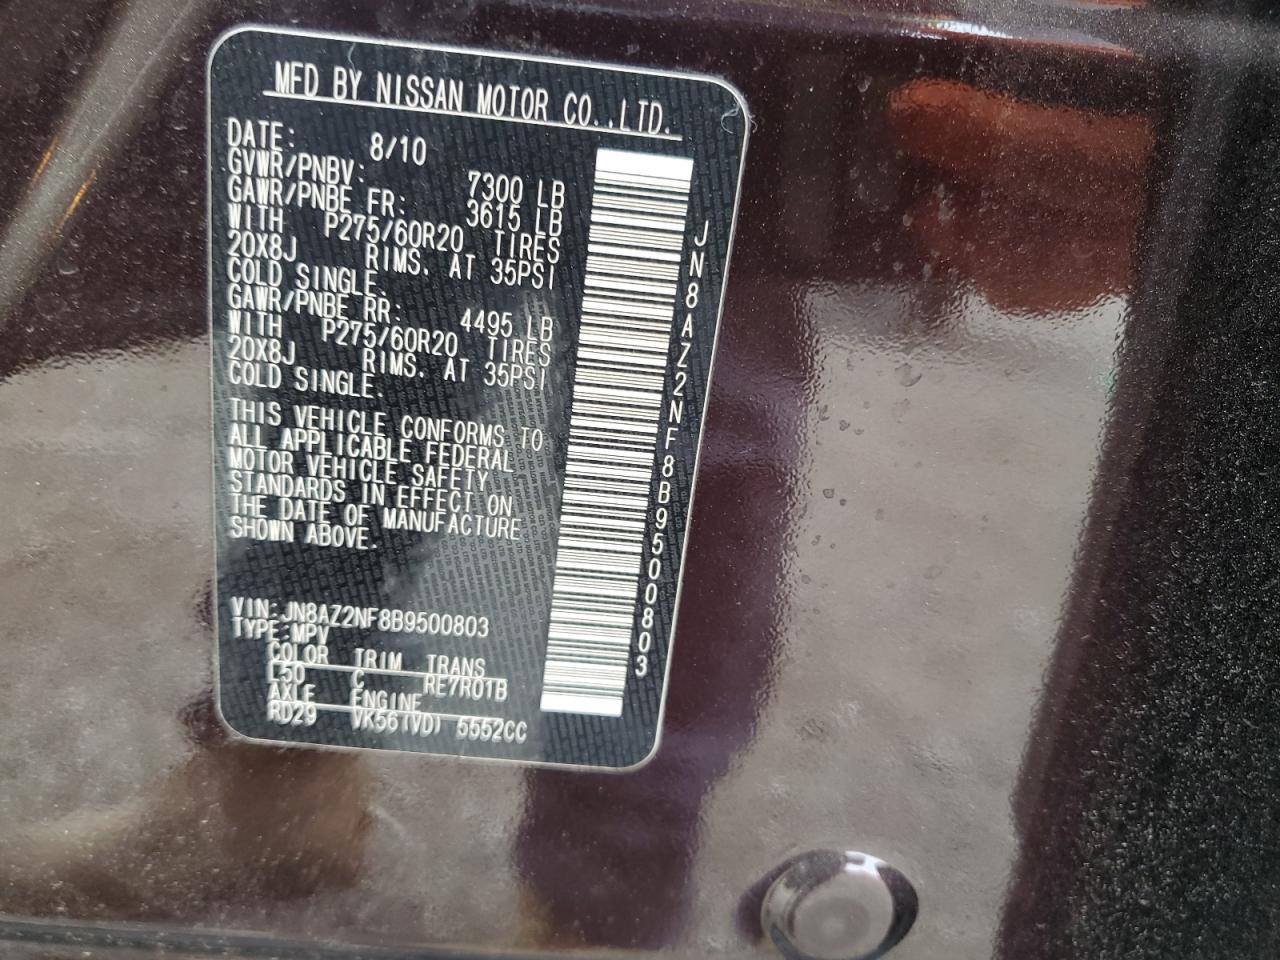 MFD BY NISSAN MOTOR CO.,LTD.
DATE: 8/10
GVWR/PNBV: 7300 LB
GAWR/PNBE FR: 3615 LB
WITH P275/60R20 TIRES
20X8J RIMS. AT 35PSI
COLD SINGLE.
GAWR/PNBE RR: 4495 LB
WITH P275/60R20 TIRES
20X8J RIMS. AT 35PSI
COLD SINGLE.
THIS VEHICLE CONFORMS TO
ALL APPLICABLE FEDERAL
MOTOR VEHICLE SAFETY
STANDARDS IN EFFECT ON
THE DATE OF MANUFACTURE
SHOWN ABOVE.
VIN:JN8AZ2NF8B9500803
TYPE:MPV
COLOR TRIM TRANS
L50 C RE7R01B
AXLE ENGINE
RD29 VK56(VD) 5552CC
JN8AZ2NF8B9500803